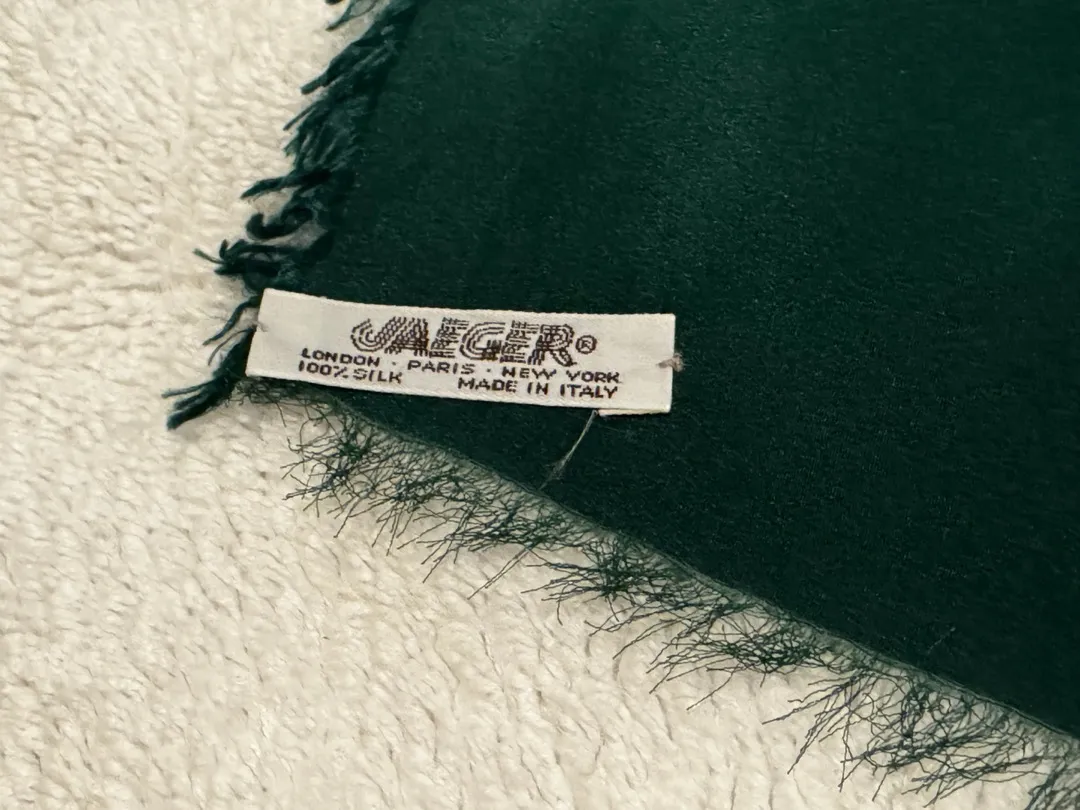 JAEGER®
LONDON · PARIS · NEW YORK
100% SILK MADE IN ITALY